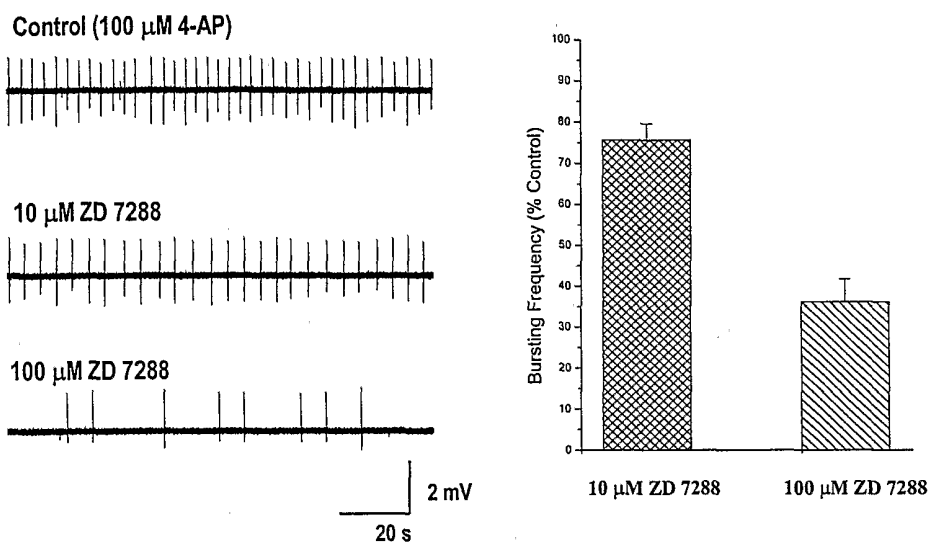 Control (100 μM 4-AP)
10 μM ZD 7288
100 μM ZD 7288
2 mV
20 s
Bursting Frequency (% Control)
100
90
80
70
60
50
40
30
20
10
0
10 μM ZD 7288
100 μM ZD 7288